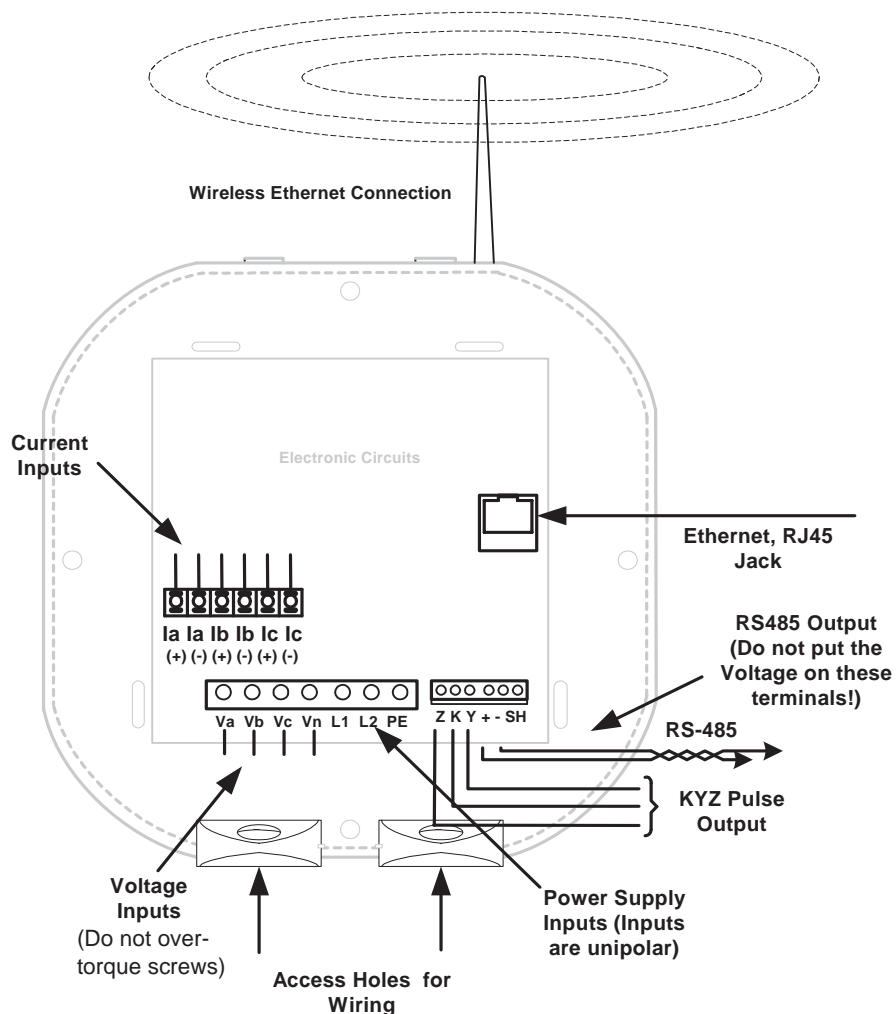 Wireless Ethernet Connection
Current
Inputs
Electronic Circuits
Ethernet, RJ45
Jack
Ia Ia Ib Ib Ic Ic
(+) (-) (+) (-) (+) (-)
RS485 Output
(Do not put the
Voltage on these
terminals!)
Va Vb Vc Vn L1 L2 PE
Z K Y + - SH
RS-485
KYZ Pulse
Output
Voltage
Inputs
(Do not over-
torque screws)
Power Supply
Inputs (Inputs
are unipolar)
Access Holes for
Wiring